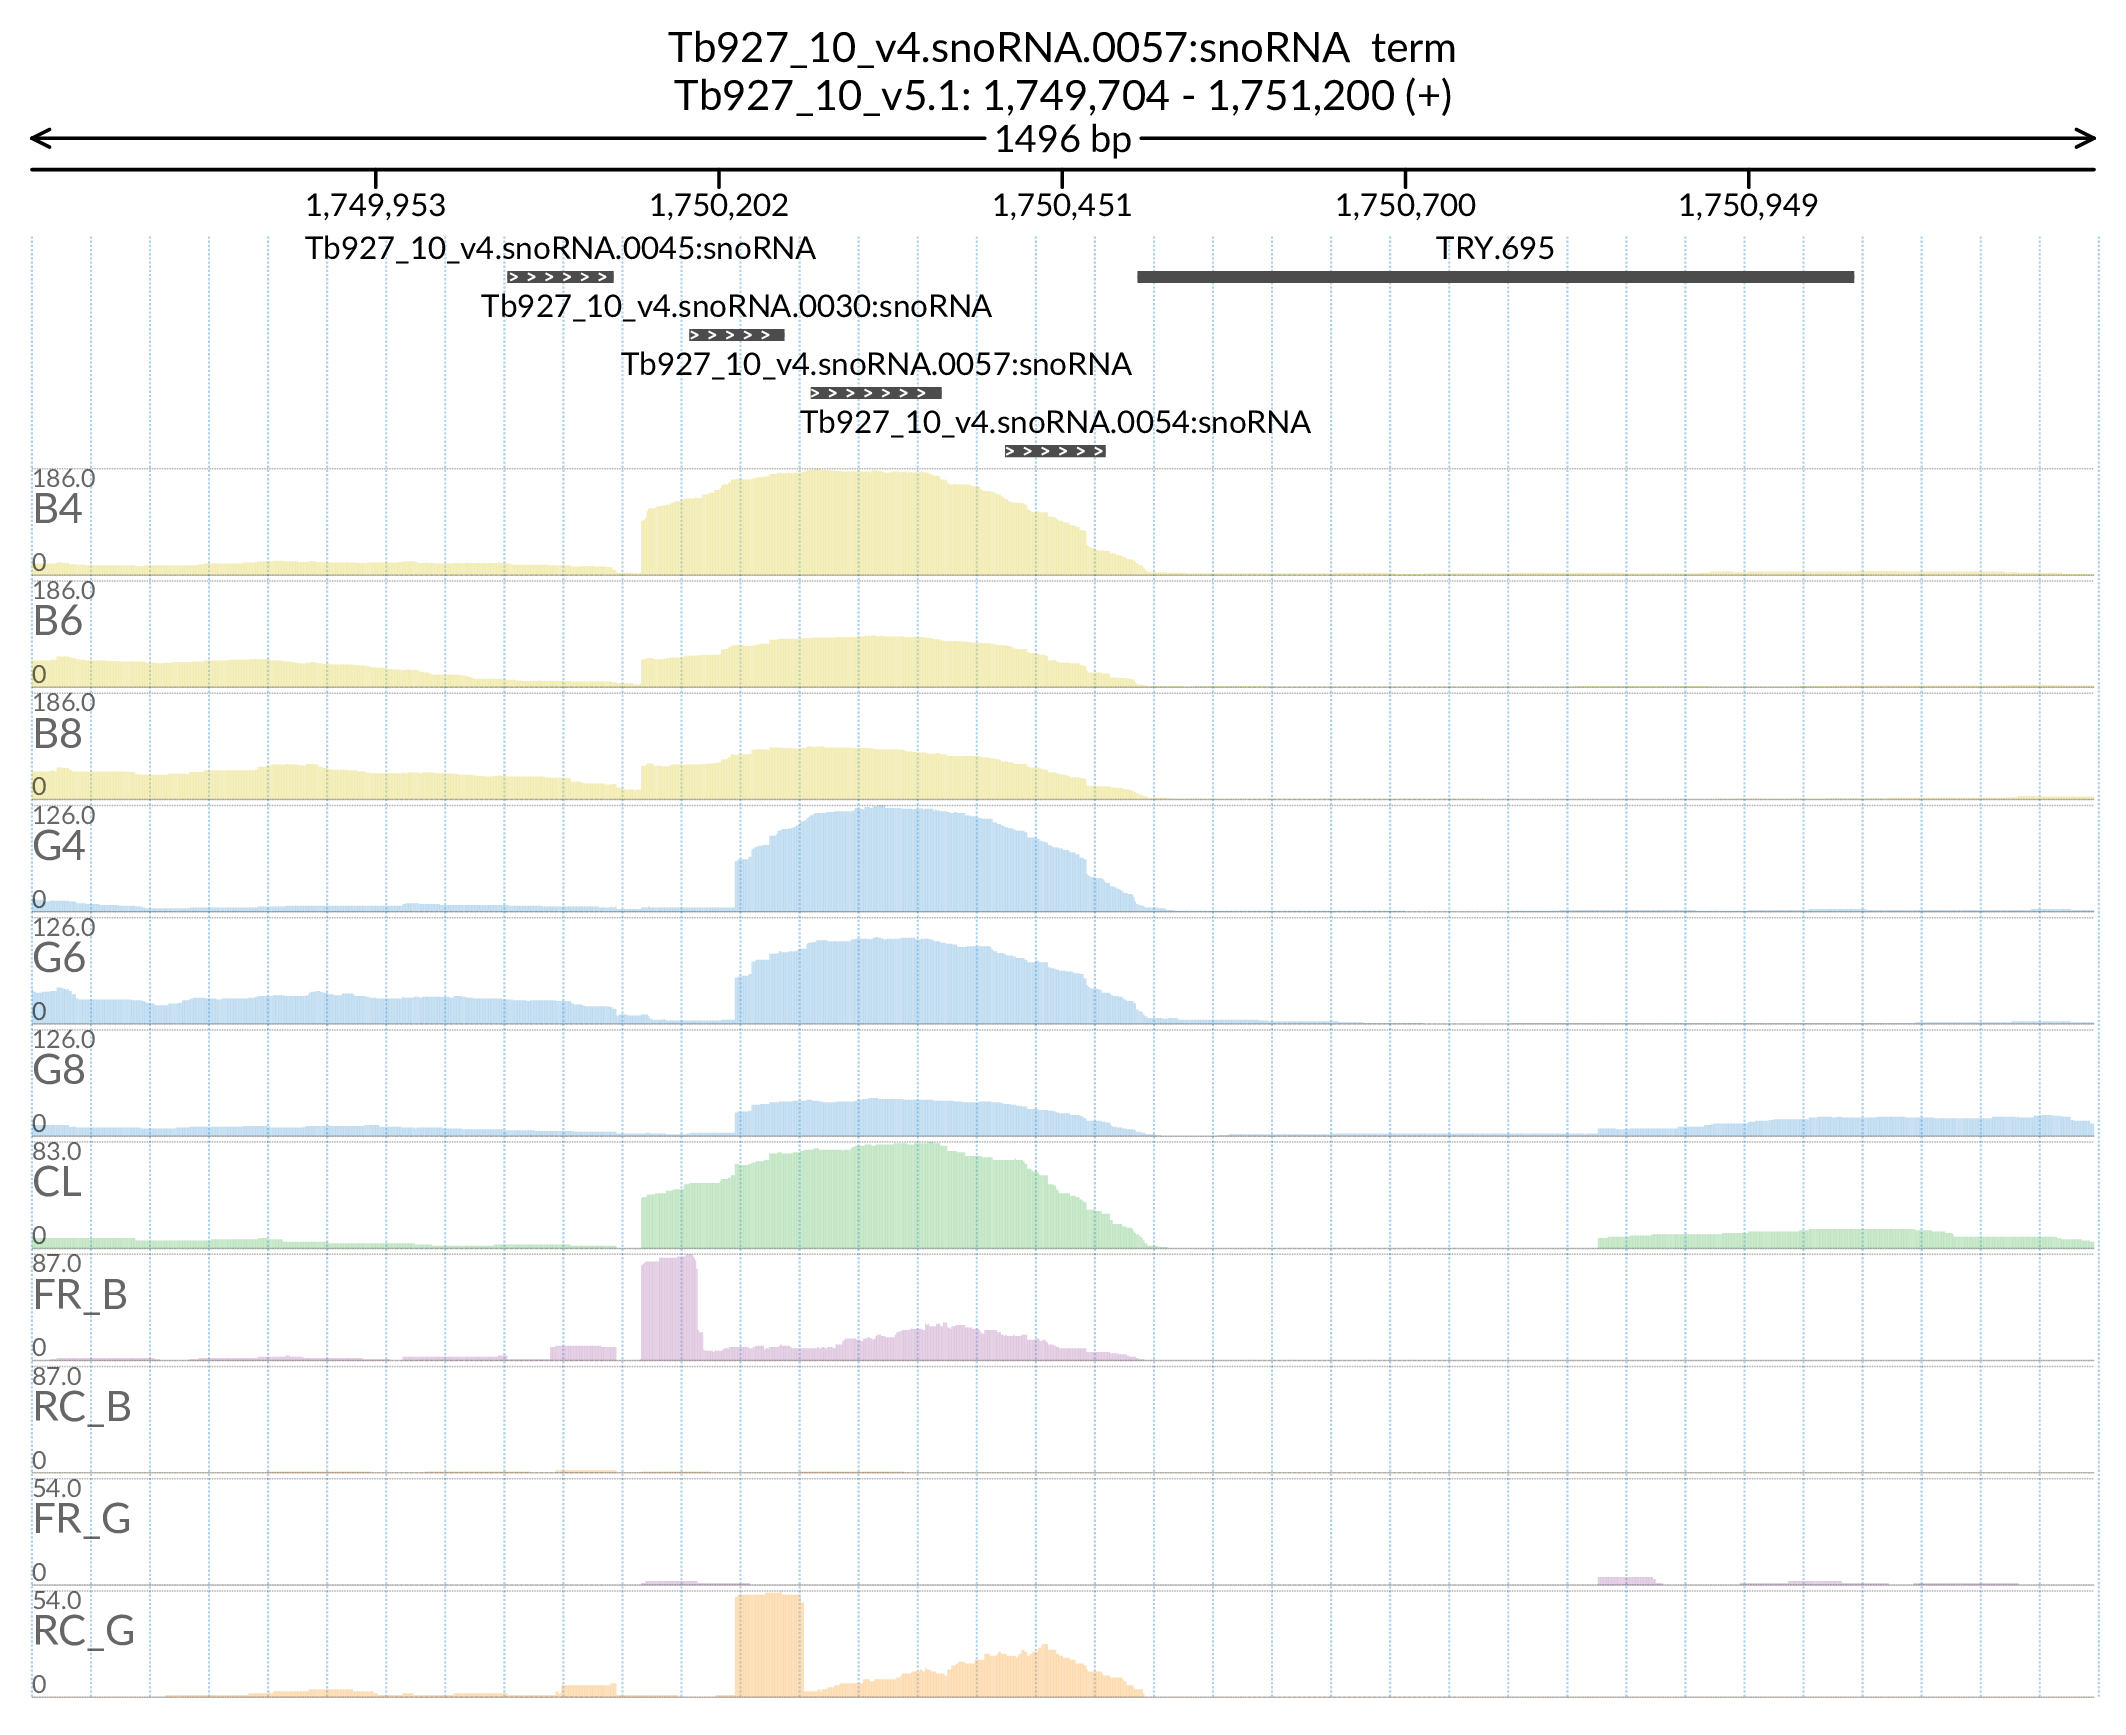 Tb927_10_v4.snoRNA.0057:snoRNA term
Tb927_10_v5.1: 1,749,704 - 1,751,200 (+)
1496 bp
1,749,953 1,750,202 1,750,451 1,750,700 1,750,949
Tb927_10_v4.snoRNA.0045:snoRNA TRY.695
Tb927_10_v4.snoRNA.0030:snoRNA
Tb927_10_v4.snoRNA.0057:snoRNA
Tb927_10_v4.snoRNA.0054:snoRNA
186.0
B4
0
186.0
B6
0
186.0
B8
0
126.0
G4
0
126.0
G6
0
126.0
G8
0
83.0
CL
0
87.0
FR_B
0
87.0
RC_B
0
54.0
FR_G
0
54.0
RC_G
0